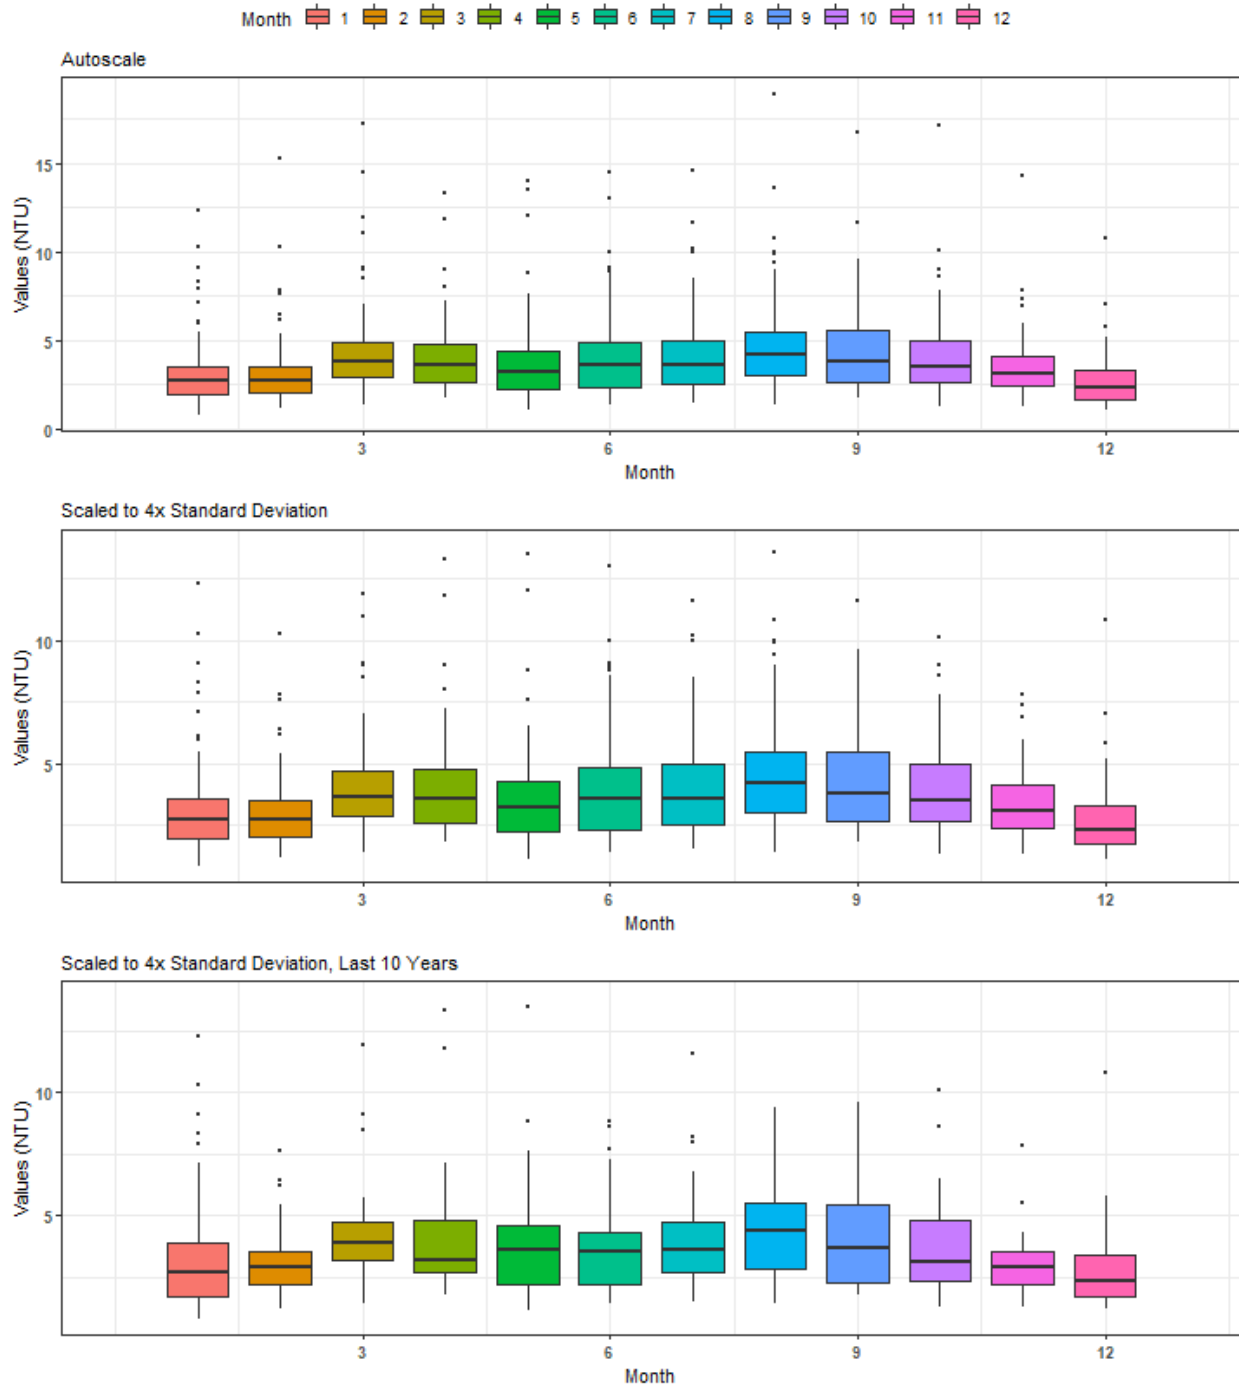 Month 1 2 3 4 5 6 7 8 9 10 11 12
Autoscale
Values (NTU)
15
10
5
0
3 6 9 12
Month
Scaled to 4x Standard Deviation
Values (NTU)
10
5
3 6 9 12
Month
Scaled to 4x Standard Deviation, Last 10 Years
Values (NTU)
10
5
3 6 9 12
Month